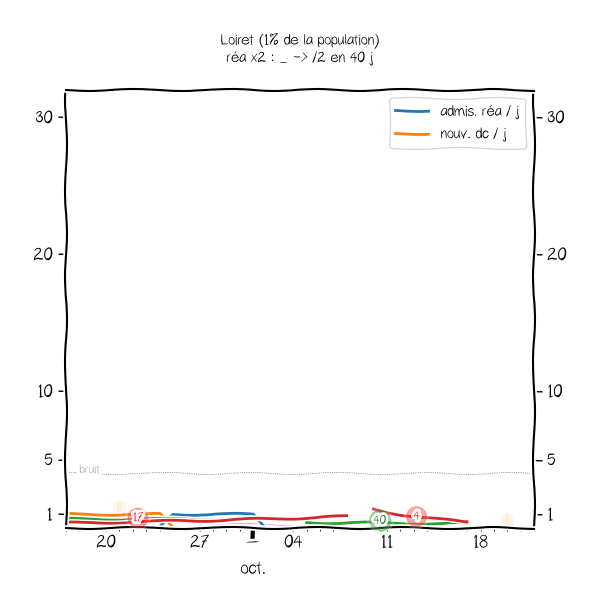 Loiret (1% de la population)
réa x2 : _ -> /2 en 40 j
admis. réa / j
nouv. dc / j
30 30
20 20
10 10
5 5
bruit
1 1
17 40 4
20 27 04 11 18
oct.